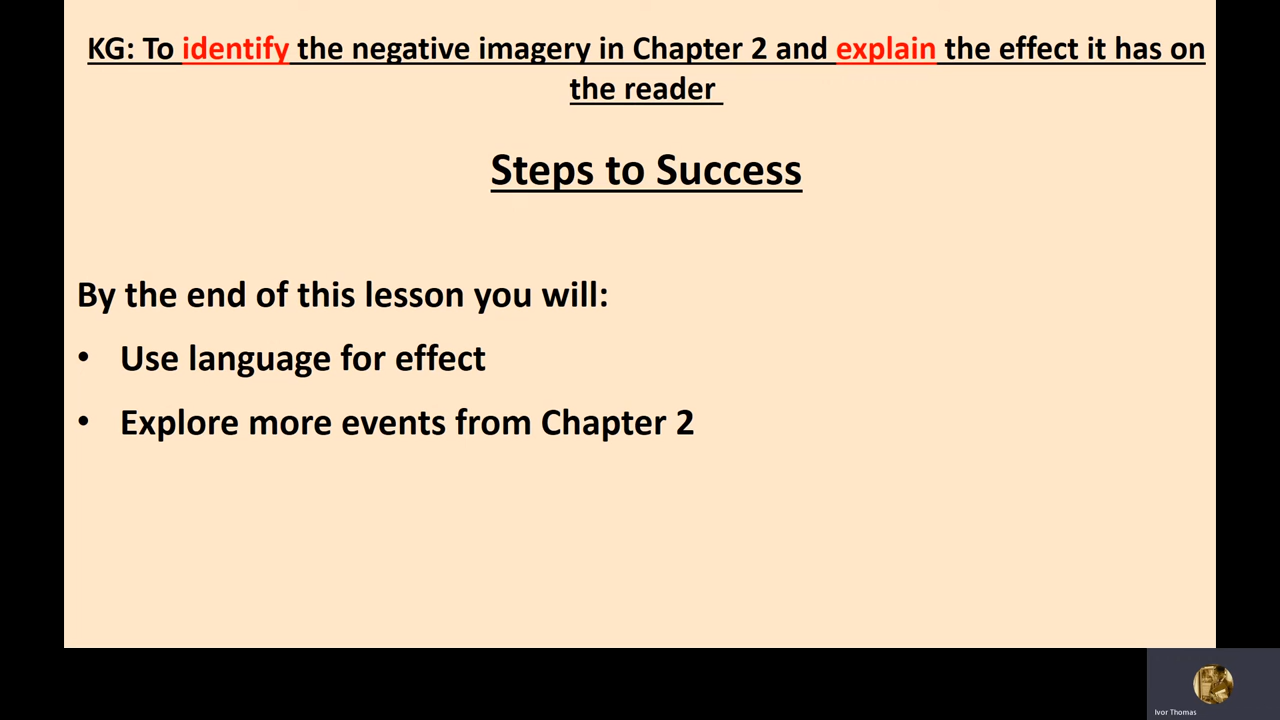 KG: To identify the negative imagery in Chapter 2 and explain the effect it has on
the reader
Steps to Success
By the end of this lesson you will:
• Use language for effect
• Explore more events from Chapter 2
Ivor Thomas